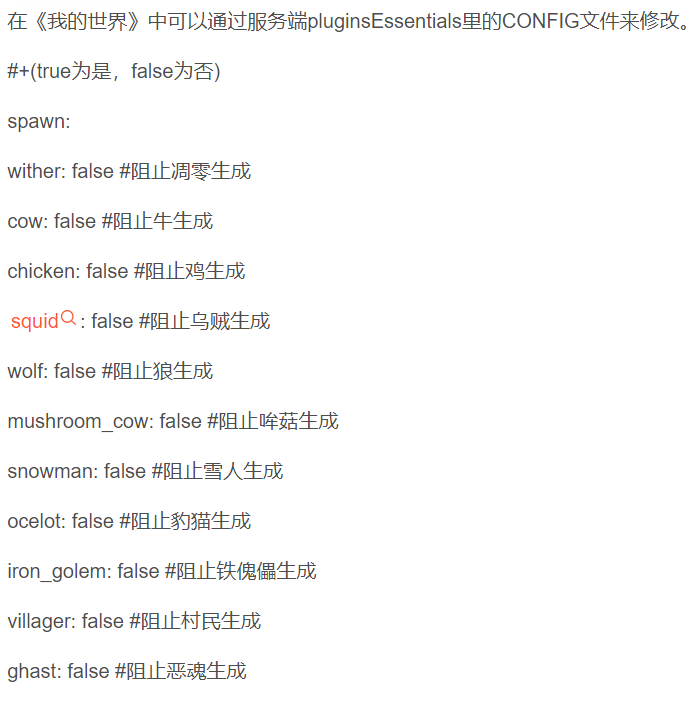 在《我的世界》中可以通过服务端pluginsEssentials里的CONFIG文件来修改。
#+(true为是，false为否)
spawn:
wither: false #阻止凋零生成
cow: false #阻止牛生成
chicken: false #阻止鸡生成
squid: false #阻止乌贼生成
wolf: false #阻止狼生成
mushroom_cow: false #阻止哞菇生成
snowman: false #阻止雪人生成
ocelot: false #阻止豹猫生成
iron_golem: false #阻止铁傀儡生成
villager: false #阻止村民生成
ghast: false #阻止恶魂生成